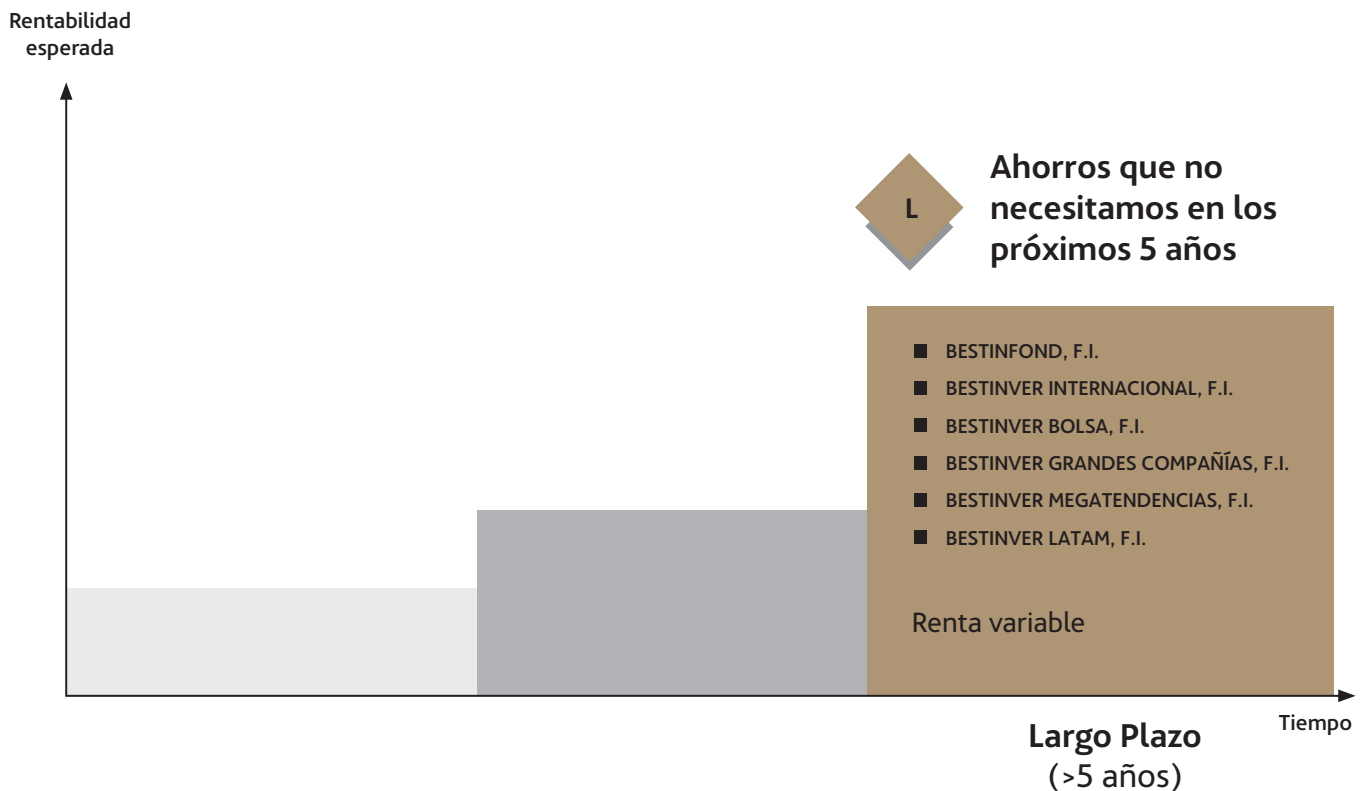 Rentabilidad
esperada
L
Ahorros que no
necesitamos en los
próximos 5 años
■ BESTINFOND, F.I.
■ BESTINVER INTERNACIONAL, F.I.
■ BESTINVER BOLSA, F.I.
■ BESTINVER GRANDES COMPAÑÍAS, F.I.
■ BESTINVER MEGATENDENCIAS, F.I.
■ BESTINVER LATAM, F.I.
Renta variable
Tiempo
Largo Plazo
(>5 años)